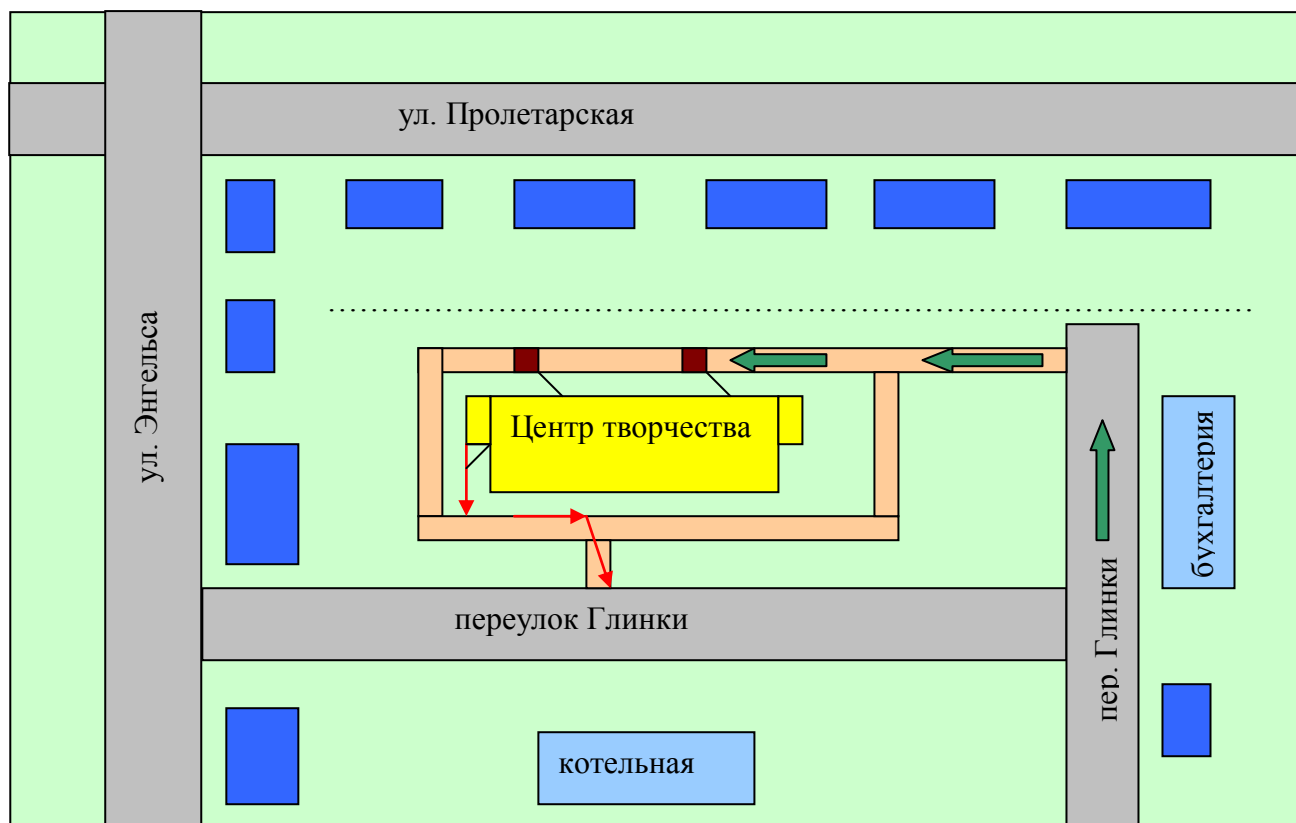 ул. Пролетарская
ул. Энгельса
Центр творчества
бухгалтерия
переулок Глинки
пер. Глинки
котельная